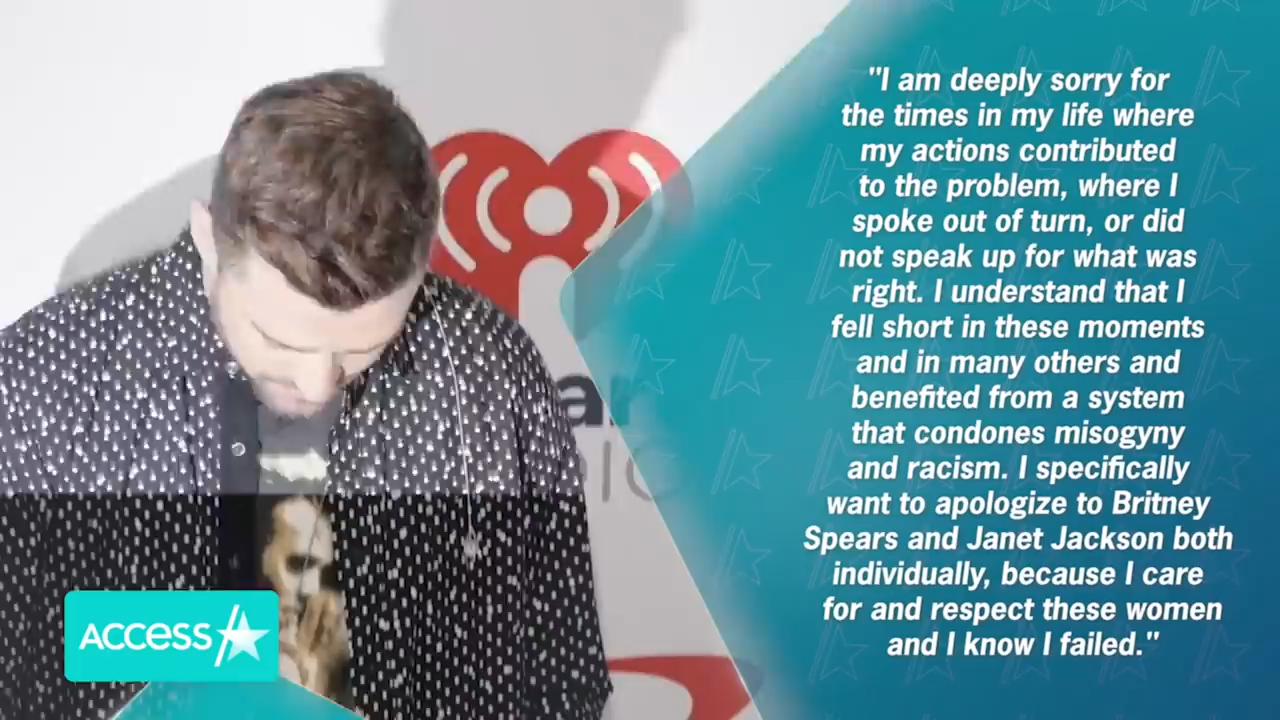 "I am deeply sorry for
the times in my life where
my actions contributed
to the problem, where I
spoke out of turn, or did
not speak up for what was
right. I understand that I
fell short in these moments
and in many others and
benefited from a system
that condones misogyny
and racism. I specifically
want to apologize to Britney
Spears and Janet Jackson both
individually, because I care
for and respect these women
and I know I failed."
ACCESS